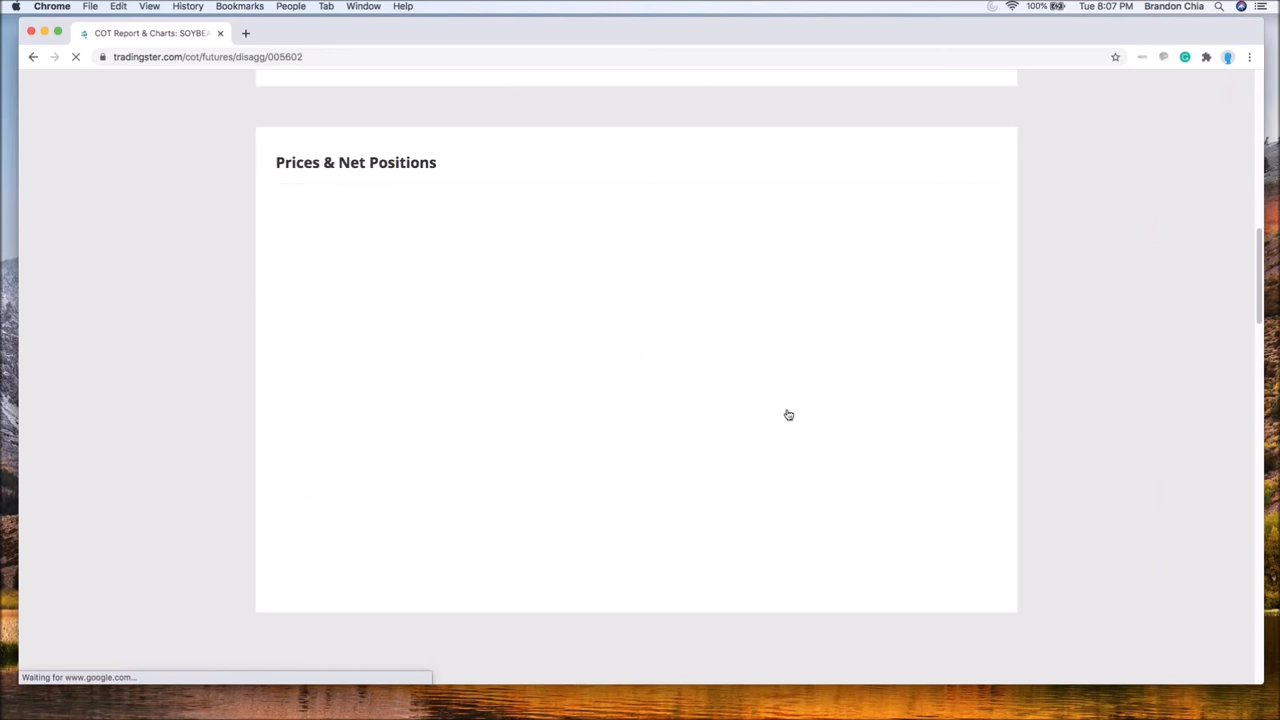 Chrome File Edit View History Bookmarks People Tab Window Help 100% Tue 8:07 PM Brandon Chia
COT Report & Charts: SOYBEA
tradingster.com/cot/futures/disagg/005602
Prices & Net Positions
Waiting for www.google.com...